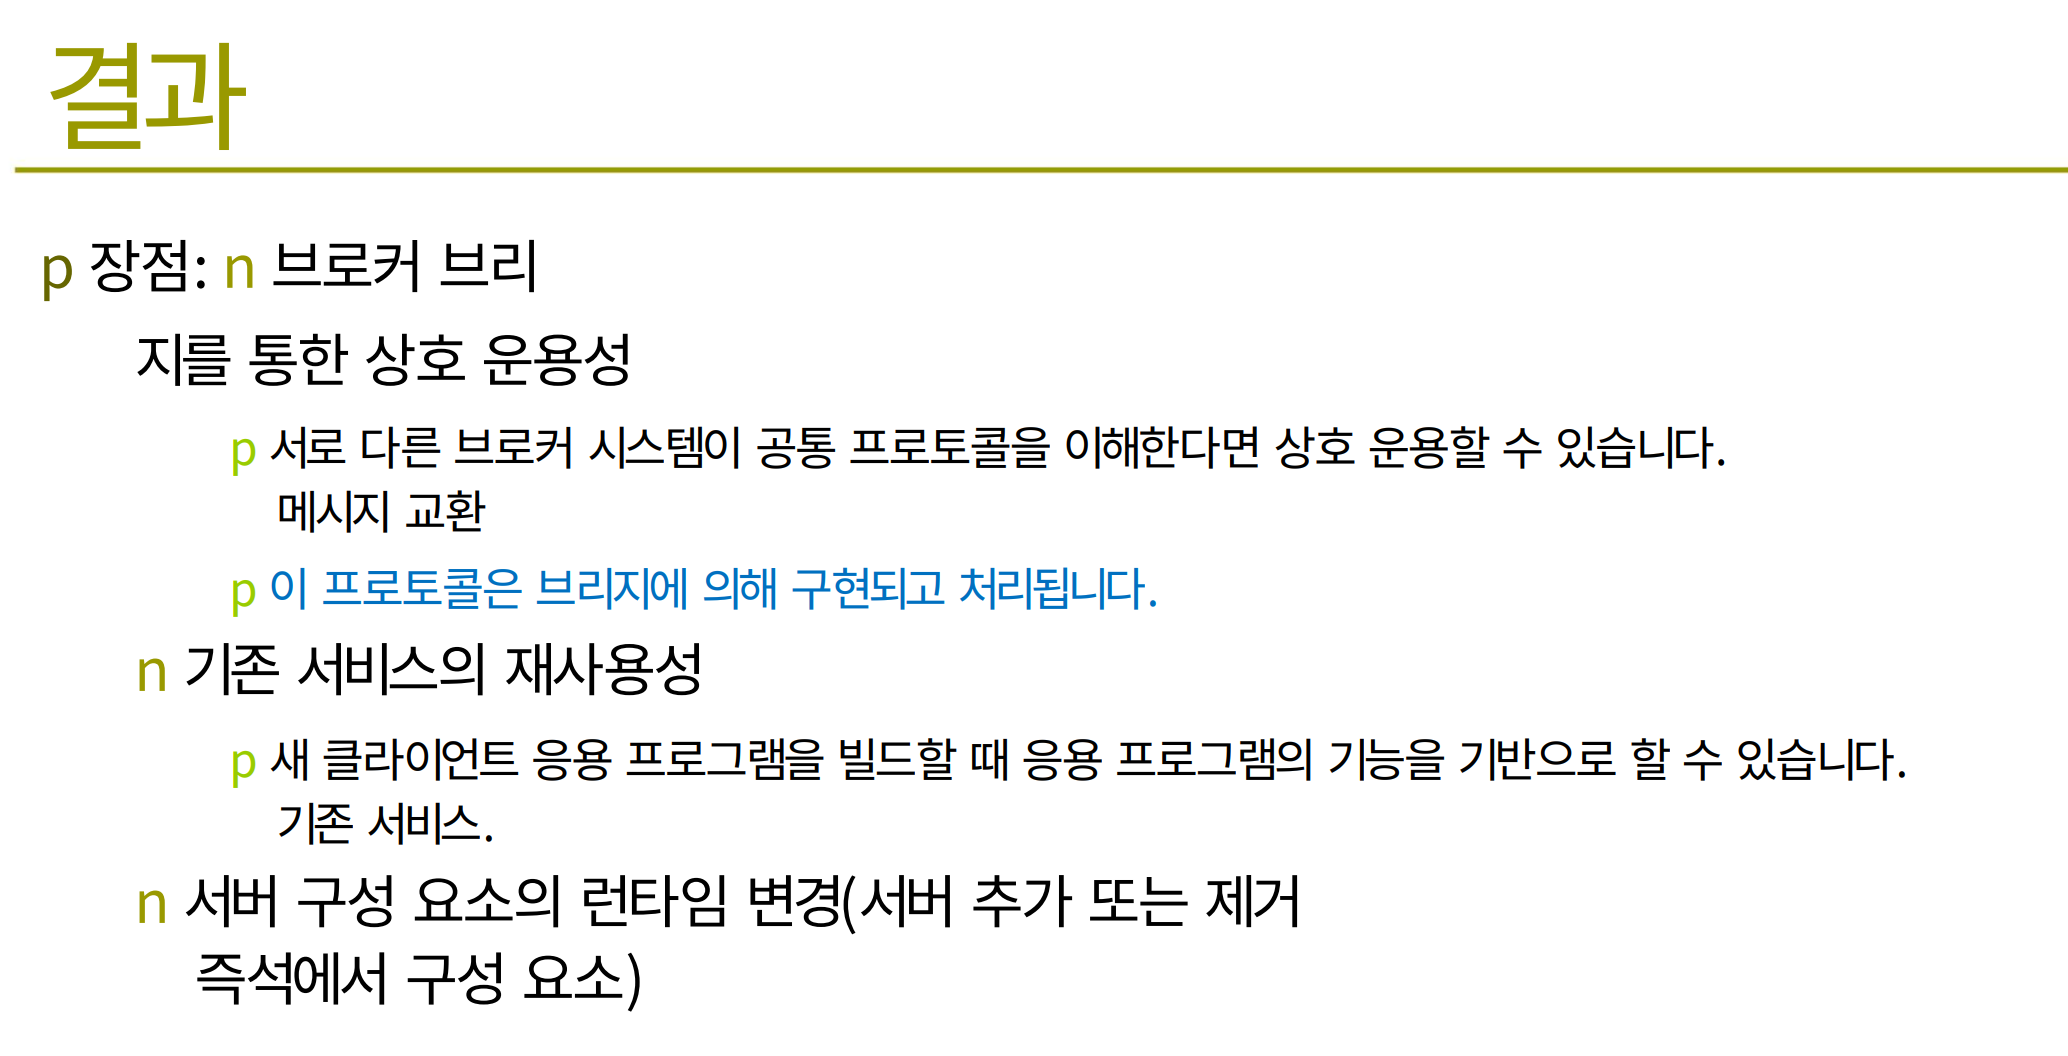 결과
p 장점: n 브로커 브리
지를 통한 상호 운용성
p 서로 다른 브로커 시스템이 공통 프로토콜을 이해한다면 상호 운용할 수 있습니다.
메시지 교환
p 이 프로토콜은 브리지에 의해 구현되고 처리됩니다.
n 기존 서비스의 재사용성
p 새 클라이언트 응용 프로그램을 빌드할 때 응용 프로그램의 기능을 기반으로 할 수 있습니다.
기존 서비스.
n 서버 구성 요소의 런타임 변경(서버 추가 또는 제거
즉석에서 구성 요소)